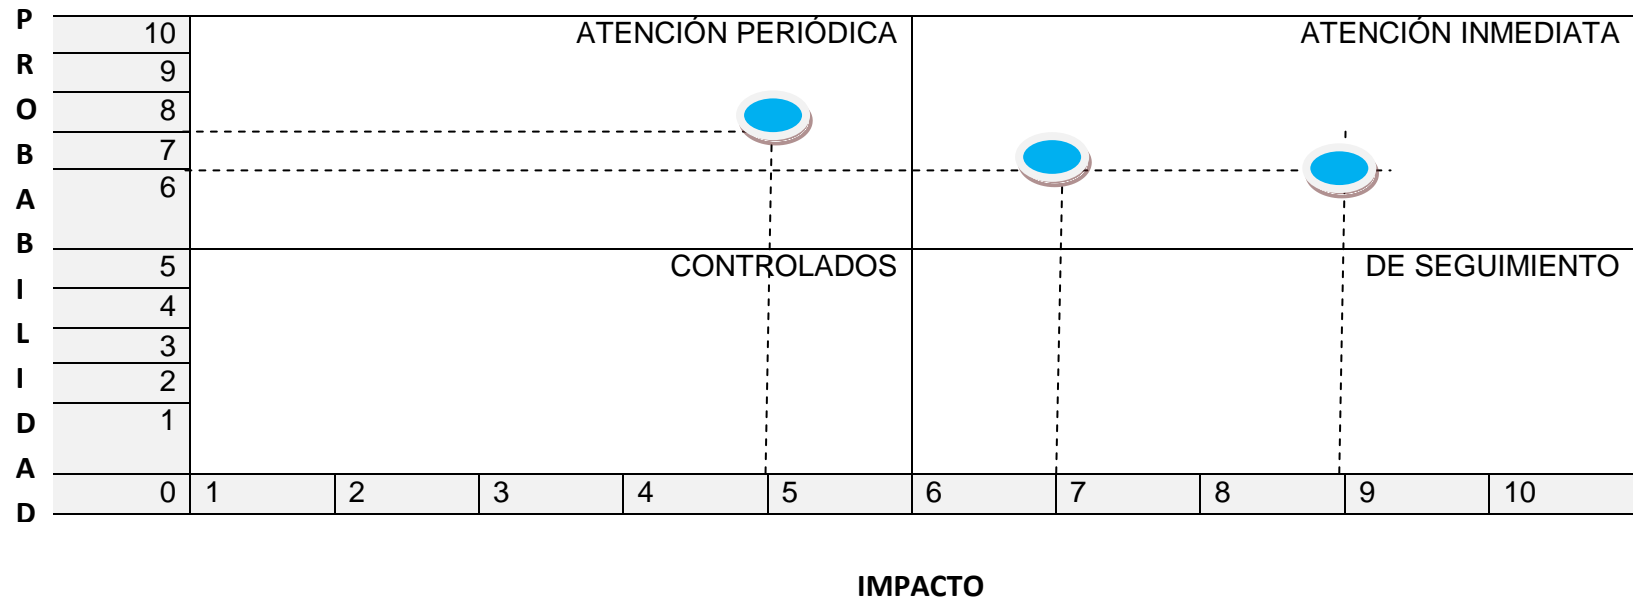 PROBABILIDAD
10 ATENCIÓN PERIÓDICA ATENCIÓN INMEDIATA
9
8
7
6
5 CONTROLADOS DE SEGUIMIENTO
4
3
2
1
0 1 2 3 4 5 6 7 8 9 10
IMPACTO